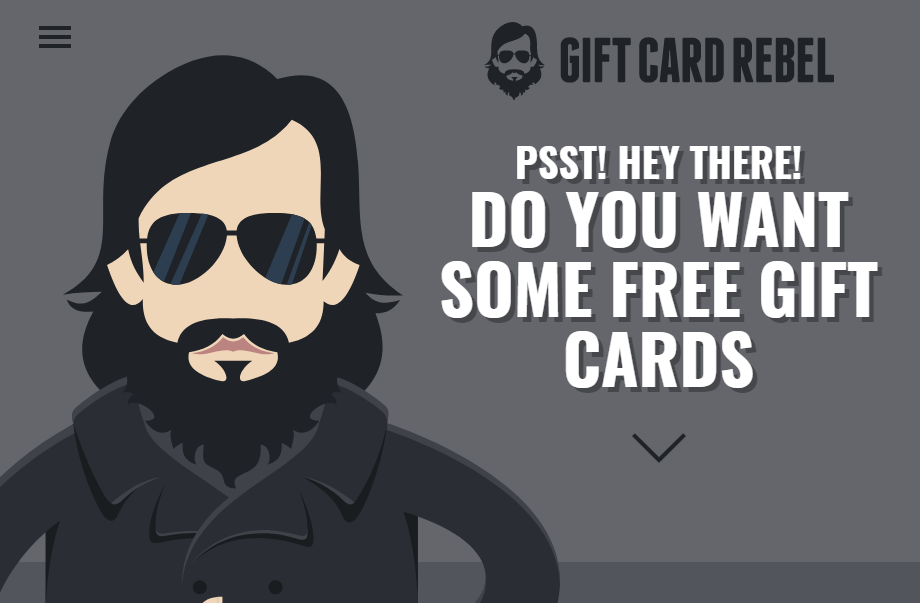 GIFT CARD REBEL
PSST! HEY THERE!
DO YOU WANT
SOME FREE GIFT
CARDS